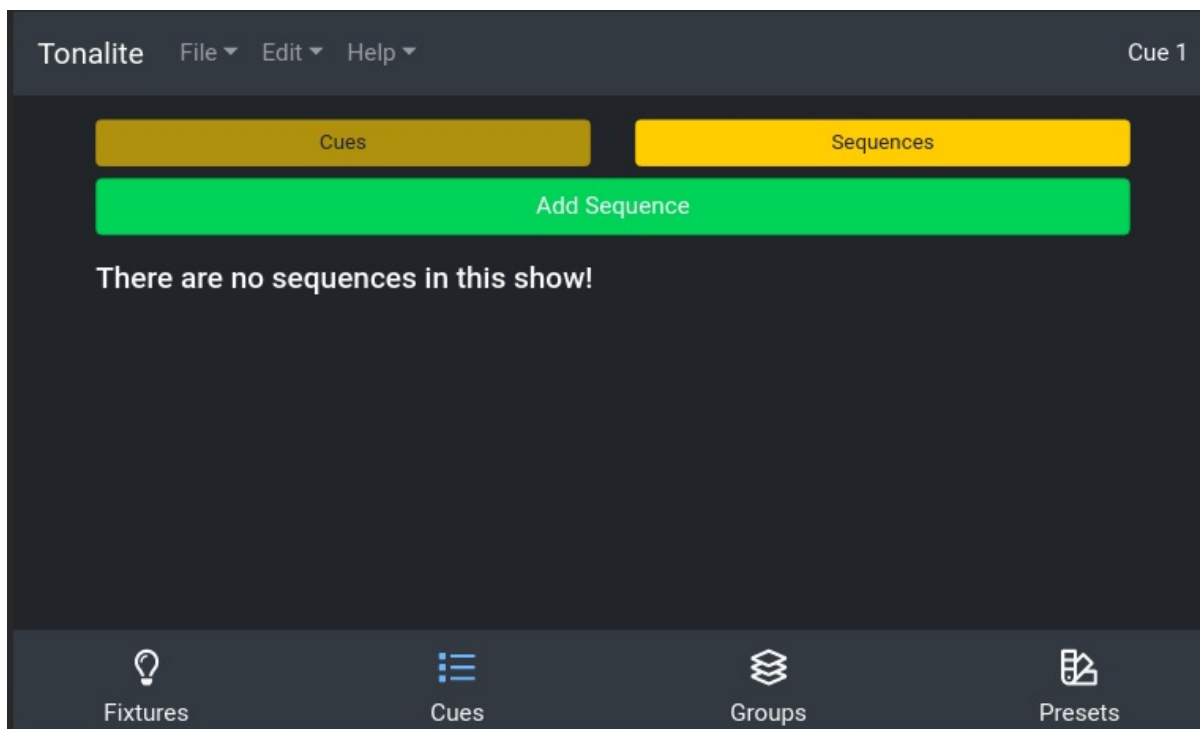 Tonalite File Edit Help Cue 1
Cues Sequences
Add Sequence
There are no sequences in this show!
Fixtures Cues Groups Presets